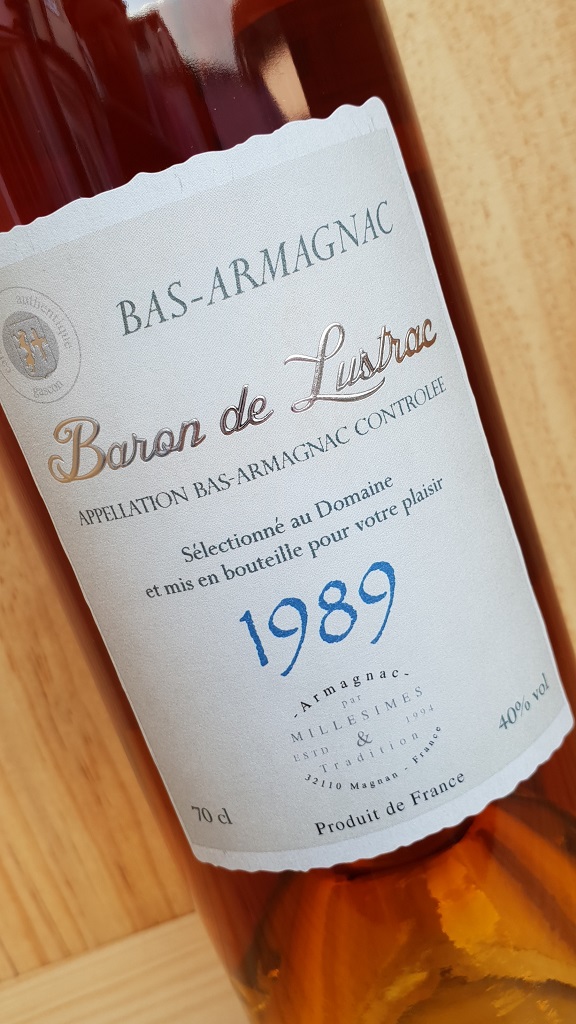 BAS-ARMAGNAC
authentique
gascon
Baron de Lustrac
APPELLATION BAS-ARMAGNAC CONTROLEE
Sélectionné au Domaine
et mis en bouteille pour votre plaisir
1989
- Armagnac -
par
MILLESIMES
ESTD & 1994
Tradition
32110 Magnan - France
70 cl
40% vol
Produit de France